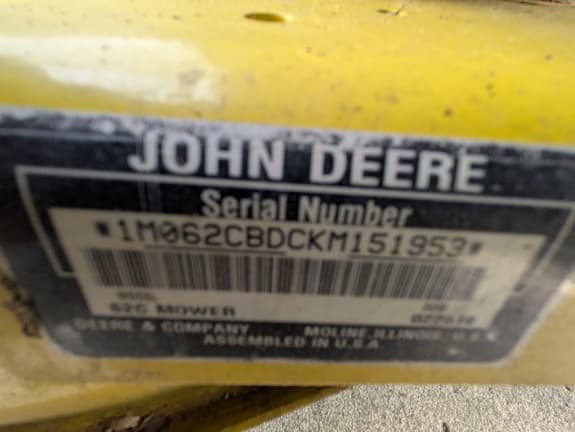 JOHN DEERE
Serial Number
*1M062CBDCKM151953*
MODEL
62C MOWER
DEERE & COMPANY MOLINE, ILLINOIS, U.S.A.
ASSEMBLED IN U.S.A